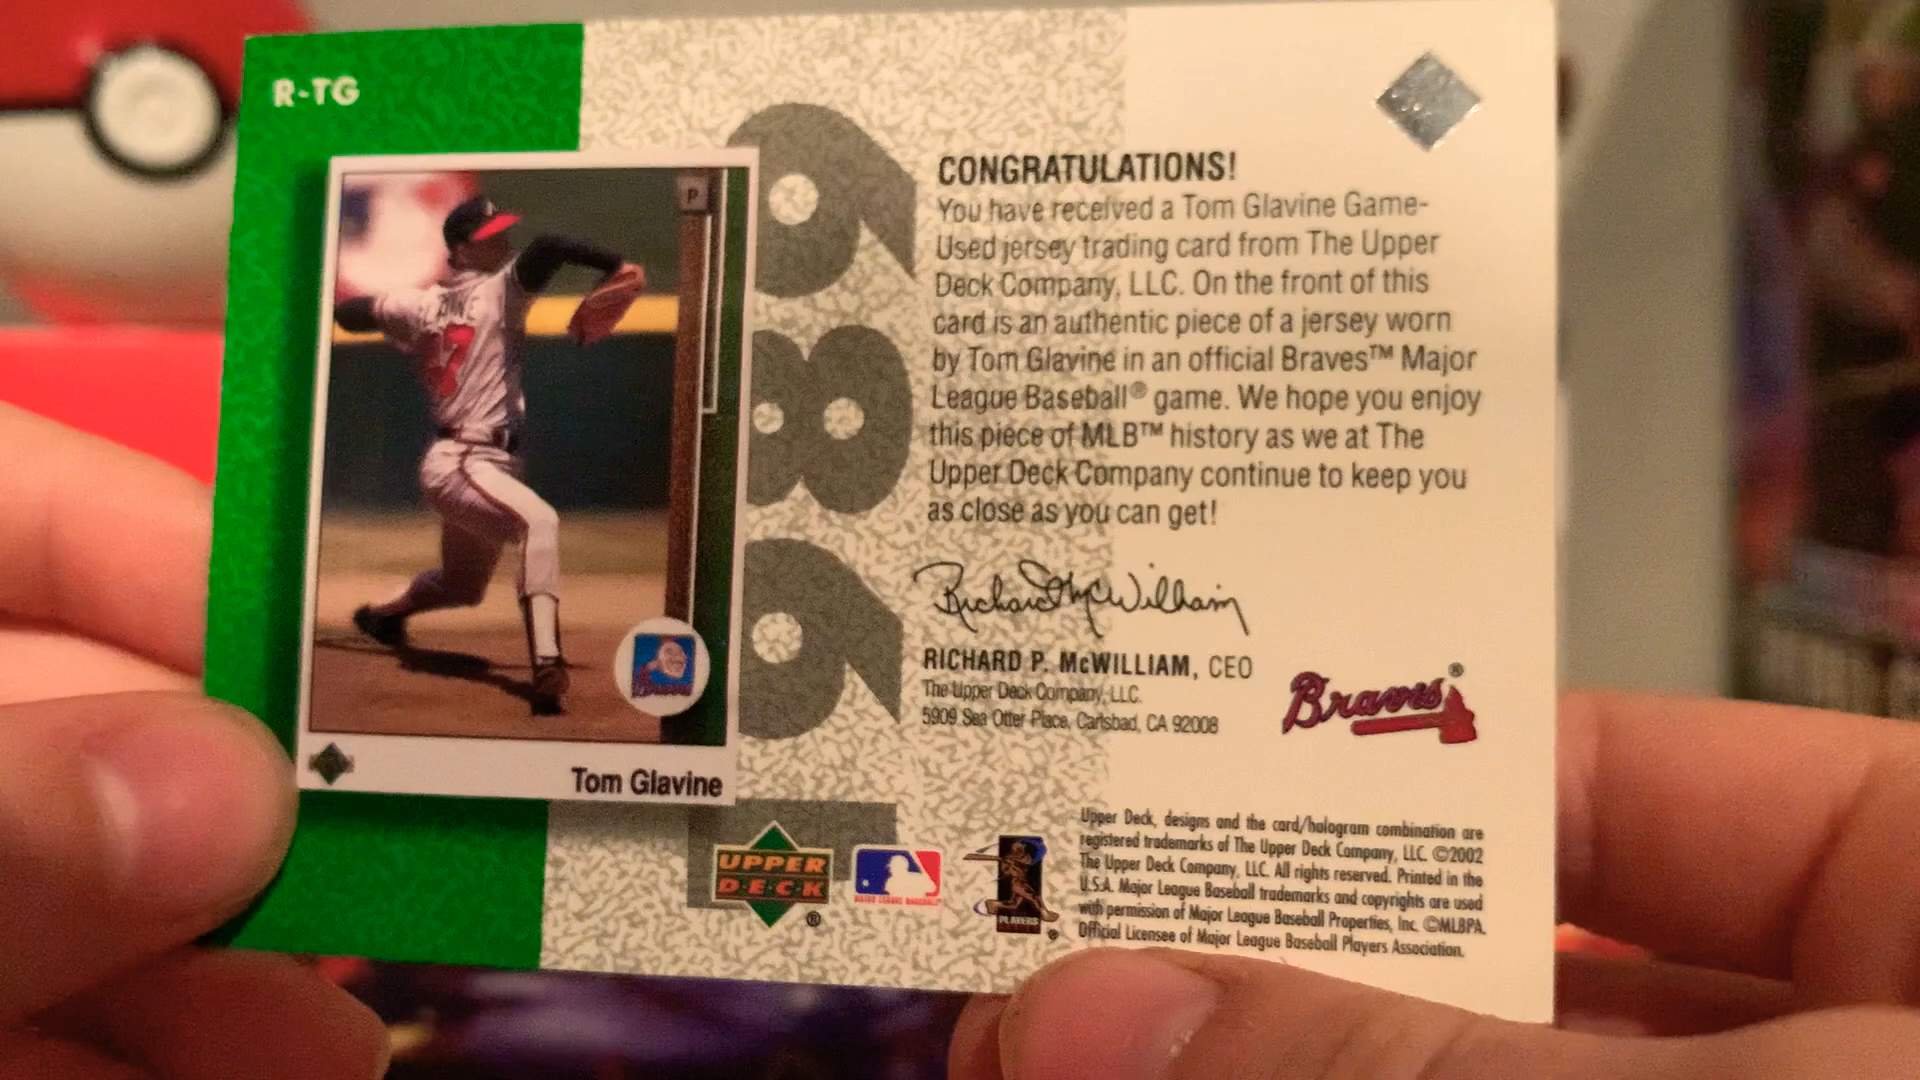 R-TG
P
1989
Tom Glavine
CONGRATULATIONS!
You have received a Tom Glavine Game-
Used jersey trading card from The Upper
Deck Company, LLC. On the front of this
card is an authentic piece of a jersey worn
by Tom Glavine in an official Braves™ Major
League Baseball® game. We hope you enjoy
this piece of MLB™ history as we at The
Upper Deck Company continue to keep you
as close as you can get!
Richard McWilliam
RICHARD P. McWILLIAM, CEO
The Upper Deck Company, LLC.
5909 Sea Otter Place, Carlsbad, CA 92008
Braves®
UPPER
DECK®
MAJOR LEAGUE BASEBALL
PLAYERS
Upper Deck, designs and the card/hologram combination are
registered trademarks of The Upper Deck Company, LLC. ©2002
The Upper Deck Company, LLC. All rights reserved. Printed in the
U.S.A. Major League Baseball trademarks and copyrights are used
with permission of Major League Baseball Properties, Inc. ©MLBPA.
Official Licensee of Major League Baseball Players Association.